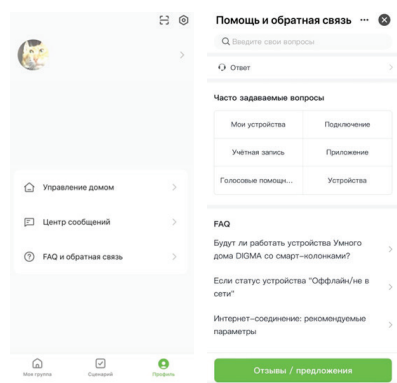 Управление домом
Центр сообщений
FAQ и обратная связь
Моя группа
Сценарий
Профиль
Помощь и обратная связь
Введите свои вопросы
Ответ
Часто задаваемые вопросы
Мои устройства
Подключение
Учётная запись
Приложение
Голосовые помощн...
Устройства
FAQ
Будут ли работать устройства Умного
дома DIGMA со смарт-колонками?
Если статус устройства "Оффлайн/не в
сети"
Интернет-соединение: рекомендуемые
параметры
Отзывы / предложения